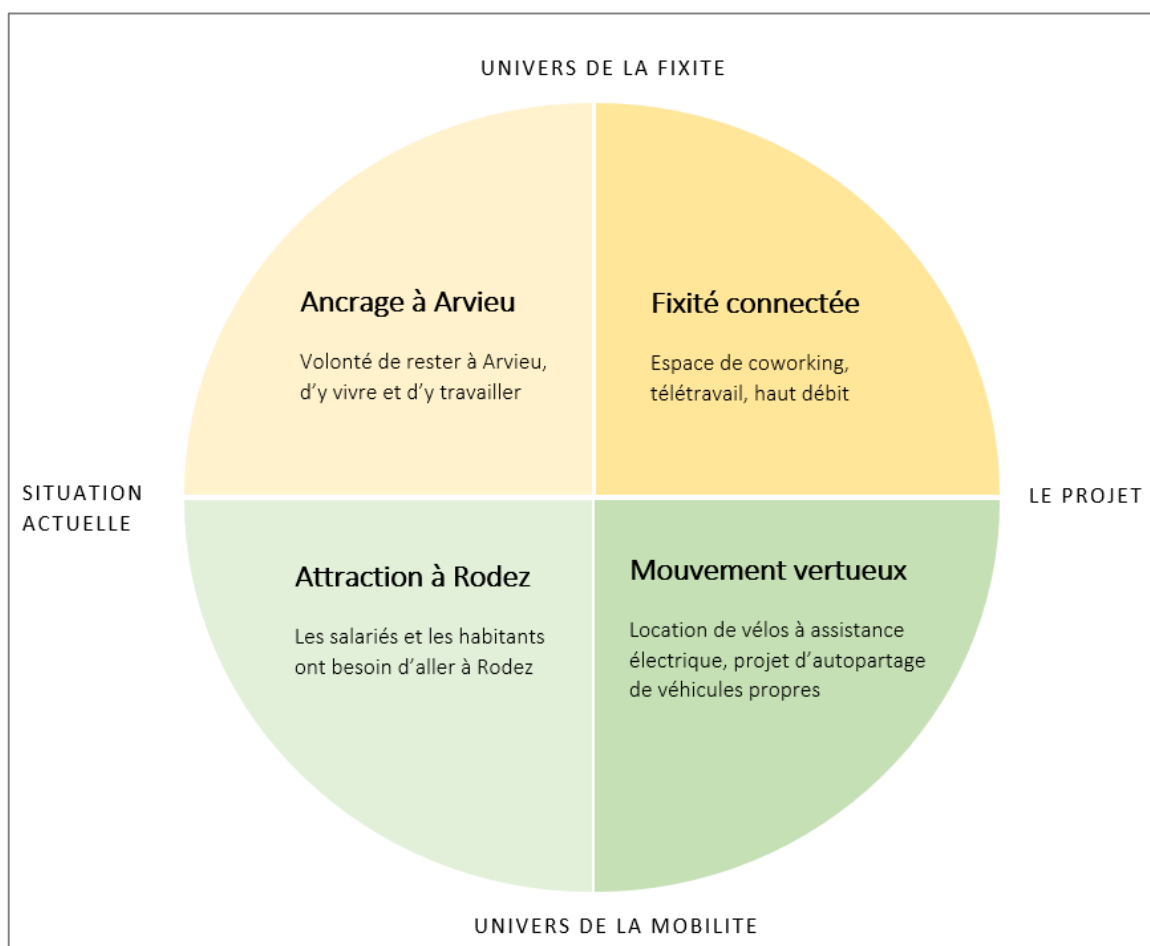 UNIVERS DE LA FIXITE
Ancrage à Arvieu
Volonté de rester à Arvieu,
d’y vivre et d’y travailler
Fixité connectée
Espace de coworking,
télétravail, haut débit
SITUATION
ACTUELLE
LE PROJET
Attraction à Rodez
Les salariés et les habitants
ont besoin d’aller à Rodez
Mouvement vertueux
Location de vélos à assistance
électrique, projet d’autopartage
de véhicules propres
UNIVERS DE LA MOBILITE